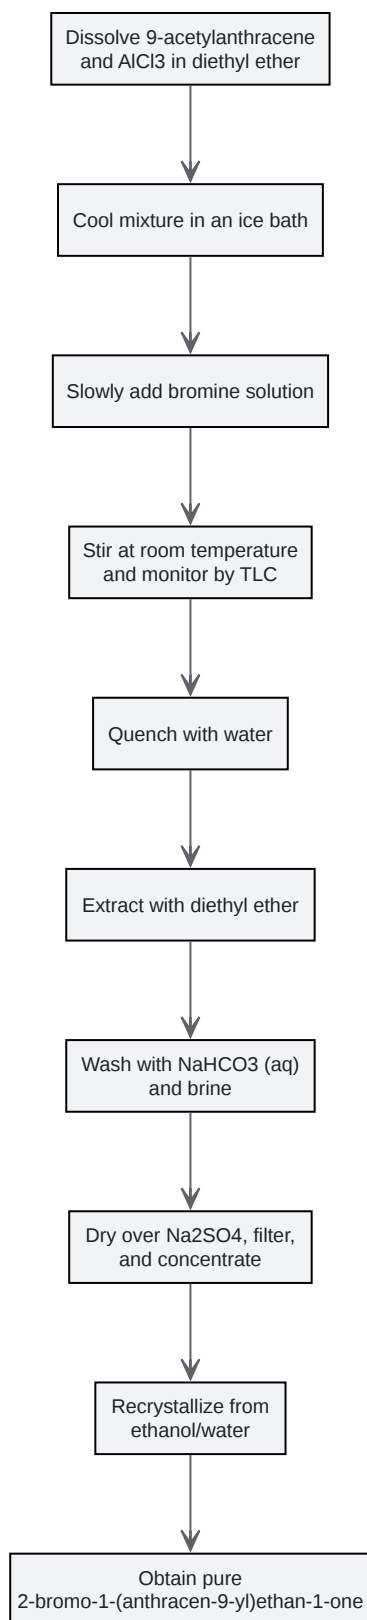 Dissolve 9-acetylanthracene
and AlCl3 in diethyl ether
Cool mixture in an ice bath
Slowly add bromine solution
Stir at room temperature
and monitor by TLC
Quench with water
Extract with diethyl ether
Wash with NaHCO3 (aq)
and brine
Dry over Na2SO4, filter,
and concentrate
Recrystallize from
ethanol/water
Obtain pure
2-bromo-1-(anthracen-9-yl)ethan-1-one